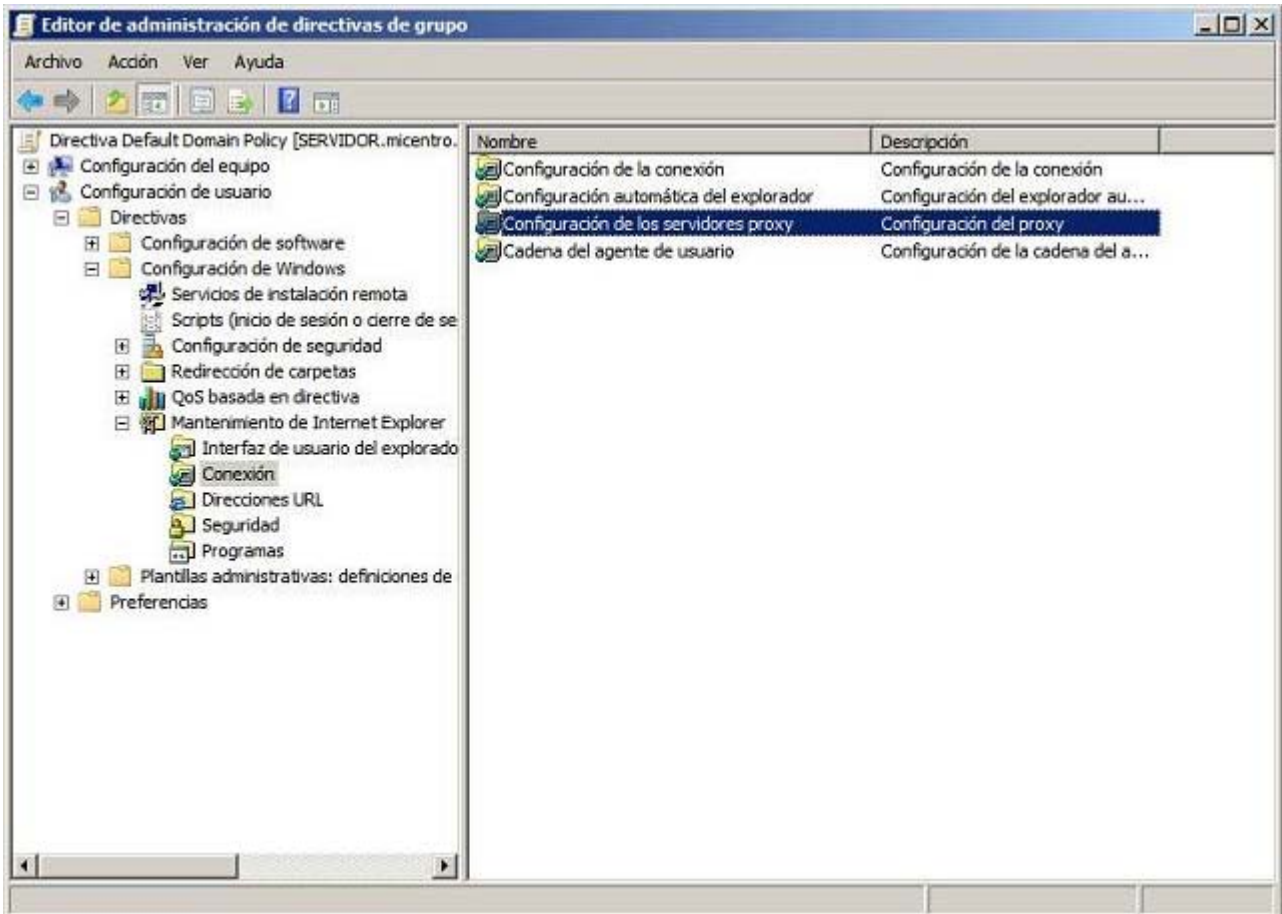 Editor de administración de directivas de grupo
Archivo Acción Ver Ayuda
Directiva Default Domain Policy [SERVIDOR.micentro.
Configuración del equipo
Configuración de usuario
Directivas
Configuración de software
Configuración de Windows
Servicios de instalación remota
Scripts (inicio de sesión o cierre de se
Configuración de seguridad
Redirección de carpetas
QoS basada en directiva
Mantenimiento de Internet Explorer
Interfaz de usuario del explorado
Conexión
Direcciones URL
Seguridad
Programas
Plantillas administrativas: definiciones de
Preferencias
Nombre Descripción
Configuración de la conexión Configuración de la conexión
Configuración automática del explorador Configuración del explorador au...
Configuración de los servidores proxy Configuración del proxy
Cadena del agente de usuario Configuración de la cadena del a...